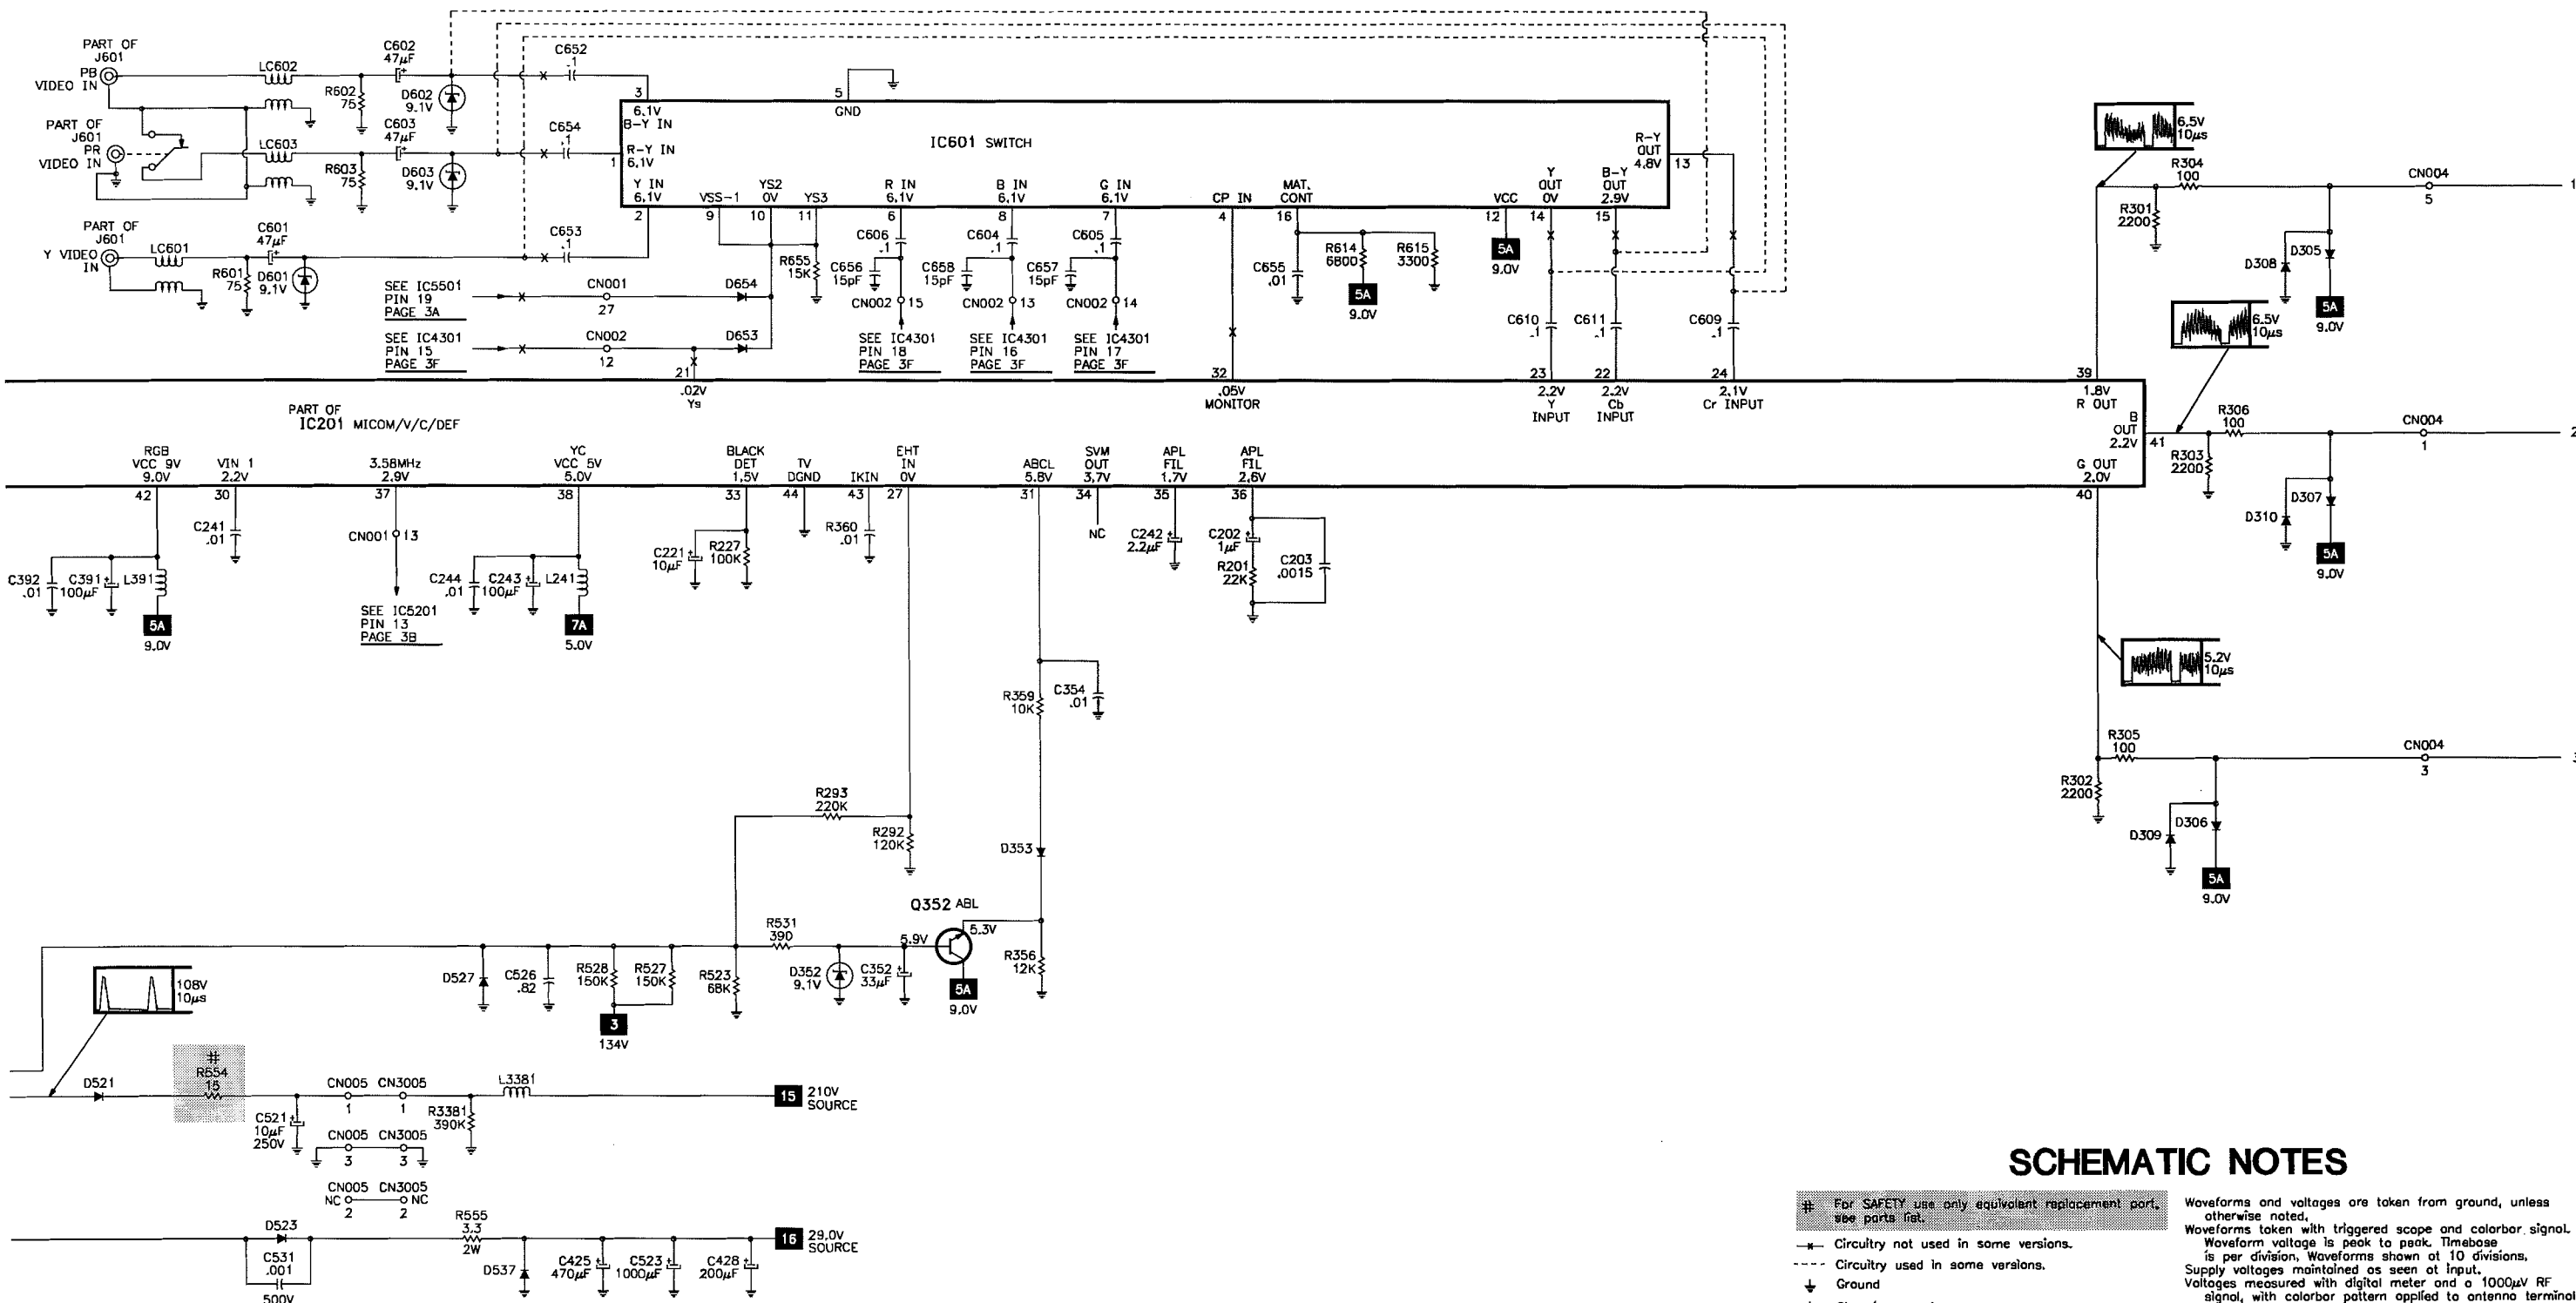 PART OF
J601
PB
VIDEO IN
LC602
C602
47µF
R602
75
D602
9.1V
C652
.1
PART OF
J601
PR
VIDEO IN
LC603
C603
47µF
R603
75
D603
9.1V
C654
.1
PART OF
J601
Y VIDEO
IN
LC601
C601
47µF
R601
75
D601
9.1V
C653
.1
3
6.1V
B-Y IN
1
R-Y IN
6.1V
Y IN
6.1V
2
5
GND
IC601 SWITCH
R-Y
OUT
4.8V
13
VSS-1
9
YS2
0V
10
YS3
11
R IN
6.1V
6
B IN
6.1V
8
G IN
6.1V
7
CP IN
4
MAT.
CONT
16
VCC
12
Y
OUT
0V
14
B-Y
OUT
2.9V
15
5A
9.0V
R655
15K
C606
.1
C656
15pF
CN002 15
SEE IC4301
PIN 18
PAGE 3F
C604
.1
C658
15pF
CN002 13
SEE IC4301
PIN 16
PAGE 3F
C605
.1
C657
15pF
CN002 14
SEE IC4301
PIN 17
PAGE 3F
C655
.01
R614
6800
R615
3300
5A
9.0V
C610
.1
C611
.1
C609
.1
SEE IC5501
PIN 19
PAGE 3A
CN001
27
D654
SEE IC4301
PIN 15
PAGE 3F
CN002
12
D653
21
.02V
Ys
32
.05V
MONITOR
23
2.2V
Y
INPUT
22
2.2V
Cb
INPUT
24
2.1V
Cr INPUT
39
1.8V
R OUT
B
OUT
2.2V
41
G OUT
2.0V
40
PART OF
IC201 MICOM/V/C/DEF
RGB
VCC 9V
9.0V
42
VIN 1
2.2V
30
3.58MHz
2.9V
37
YC
VCC 5V
5.0V
38
BLACK
DET
1.5V
33
TV
DGND
44
IKIN
43
EHT
IN
0V
27
ABCL
5.8V
31
SVM
OUT
3.7V
34
APL
FIL
1.7V
35
APL
FIL
2.6V
36
C392
.01
C391
100µF
L391
5A
9.0V
C241
.01
CN001 13
SEE IC5201
PIN 13
PAGE 3B
C244
.01
C243
100µF
L241
7A
5.0V
C221
10µF
R227
100K
R360
.01
NC
C242
2.2µF
C202
1µF
R201
22K
C203
.0015
R359
10K
C354
.01
R293
220K
R292
120K
D353
Q352 ABL
5.9V
5.3V
5A
9.0V
R356
12K
D527
C526
.82
R528
150K
R527
150K
3
134V
R523
68K
R531
390
D352
9.1V
C352
33µF
108V
10µs
D521
#
R554
15
C521
10µF
250V
CN005 CN3005
1 1
CN005 CN3005
3 3
CN005 CN3005
NC NC
2 2
R3381
390K
L3381
15
210V
SOURCE
D523
C531
.001
500V
R555
3.3
2W
D537
C425
470µF
C523
1000µF
C428
200µF
16
29.0V
SOURCE
6.5V
10µs
R304
100
R301
2200
CN004
5
1
D308
D305
5A
9.0V
6.5V
10µs
R306
100
R303
2200
CN004
1
2
D310
D307
5A
9.0V
5.2V
10µs
R305
100
R302
2200
CN004
3
D309
D306
5A
9.0V
SCHEMATIC NOTES
# For SAFETY use only equivalent replacement part,
see parts list.
Circuitry not used in some versions.
Circuitry used in some versions.
Ground
Waveforms and voltages are taken from ground, unless
otherwise noted.
Waveforms taken with triggered scope and colorbar signal.
Waveform voltage is peak to peak. Timebase
is per division. Waveforms shown at 10 divisions.
Supply voltages maintained as seen at input.
Voltages measured with digital meter and a 1000µV RF
signal, with colorbar pattern applied to antenna terminal